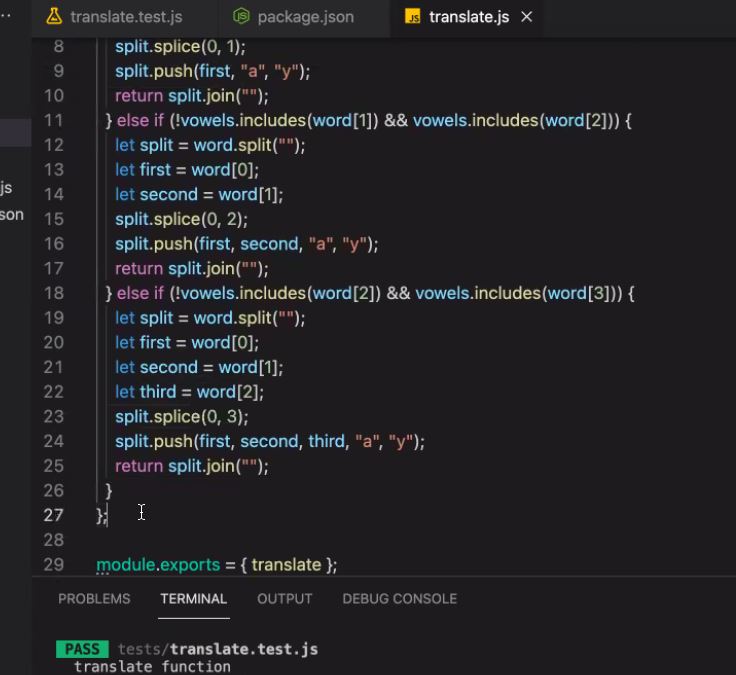 translate.test.js package.json translate.js
8 split.splice(0, 1);
9 split.push(first, "a", "y");
10 return split.join("");
11 } else if (!vowels.includes(word[1]) && vowels.includes(word[2])) {
12 let split = word.split("");
13 let first = word[0];
14 let second = word[1];
15 split.splice(0, 2);
16 split.push(first, second, "a", "y");
17 return split.join("");
18 } else if (!vowels.includes(word[2]) && vowels.includes(word[3])) {
19 let split = word.split("");
20 let first = word[0];
21 let second = word[1];
22 let third = word[2];
23 split.splice(0, 3);
24 split.push(first, second, third, "a", "y");
25 return split.join("");
26 }
27 };
28
29 module.exports = { translate };
js
son
PROBLEMS TERMINAL OUTPUT DEBUG CONSOLE
PASS tests/translate.test.js
translate function